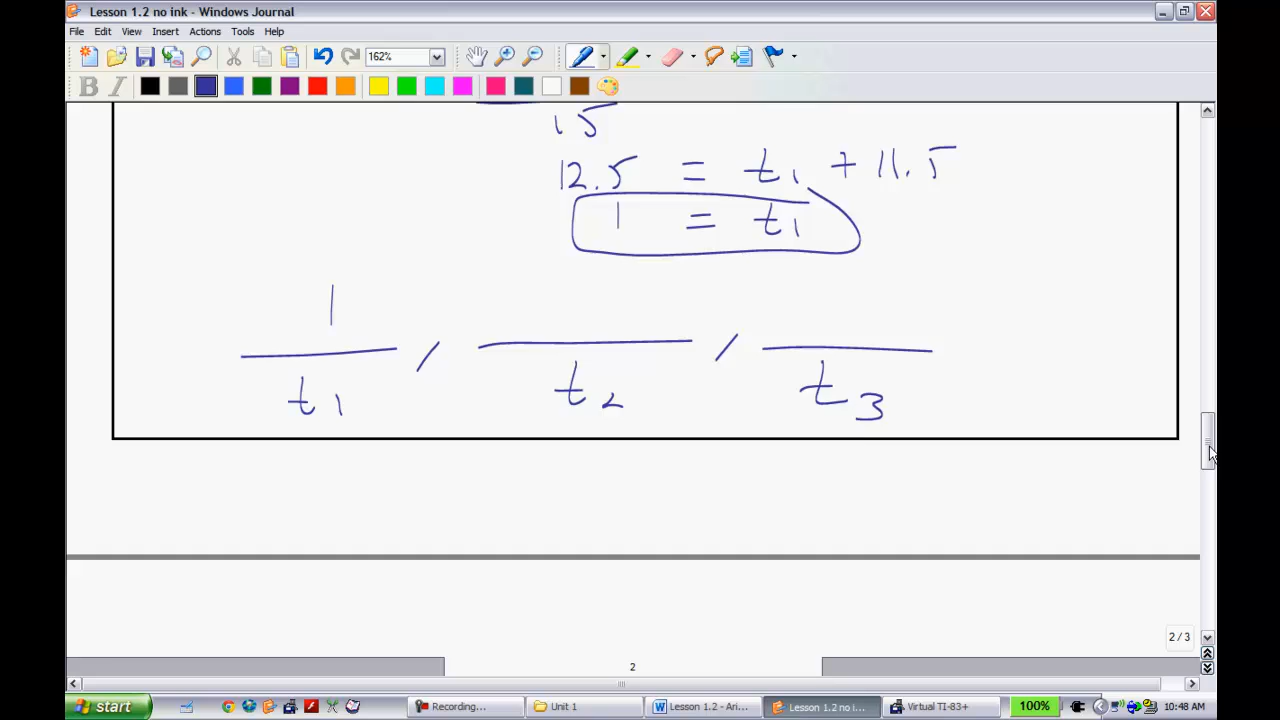 Lesson 1.2 no ink - Windows Journal
File Edit View Insert Actions Tools Help
162%
B I
15
12.5 = t1 + 11.5
1 = t1
1
t1 , t2 , t3
2 / 3
2
start Recording... Unit 1 Lesson 1.2 - Ari... Lesson 1.2 no i... Virtual TI-83+ 100% 10:48 AM